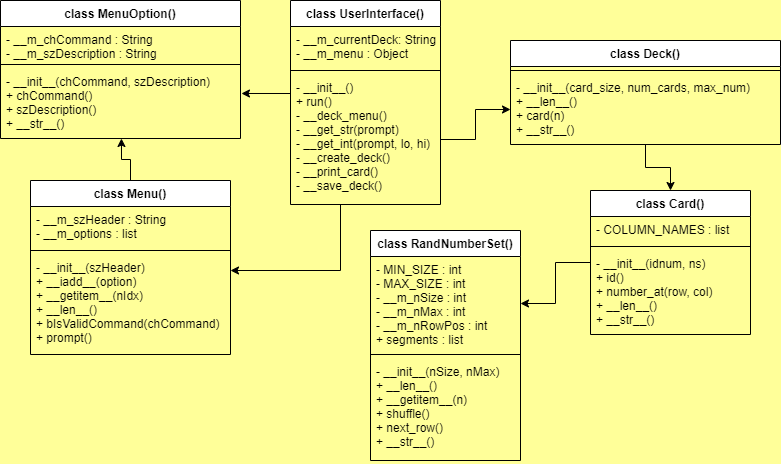 class MenuOption()
- __m_chCommand : String
- __m_szDescription : String
- __init__(chCommand, szDescription)
+ chCommand()
+ szDescription()
+ __str__()
class UserInterface()
- __m_currentDeck: String
- __m_menu : Object
- __init__()
+ run()
- __deck_menu()
- __get_str(prompt)
- __get_int(prompt, lo, hi)
- __create_deck()
- __print_card()
- __save_deck()
class Deck()
- __init__(card_size, num_cards, max_num)
+ __len__()
+ card(n)
+ __str__()
class Menu()
- __m_szHeader : String
- __m_options : list
- __init__(szHeader)
+ __iadd__(option)
+ __getitem__(nIdx)
+ __len__()
+ bIsValidCommand(chCommand)
+ prompt()
class Card()
- COLUMN_NAMES : list
- __init__(idnum, ns)
+ id()
+ number_at(row, col)
+ __len__()
+ __str__()
class RandNumberSet()
- MIN_SIZE : int
- MAX_SIZE : int
- __m_nSize : int
- __m_nMax : int
- __m_nRowPos : int
+ segments : list
- __init__(nSize, nMax)
+ __len__()
+ __getitem__(n)
+ shuffle()
+ next_row()
+ __str__()